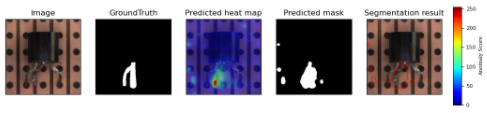 Image
GroundTruth
Predicted heat map
Predicted mask
Segmentation result
250
200
150
100
50
0
Anomaly Score